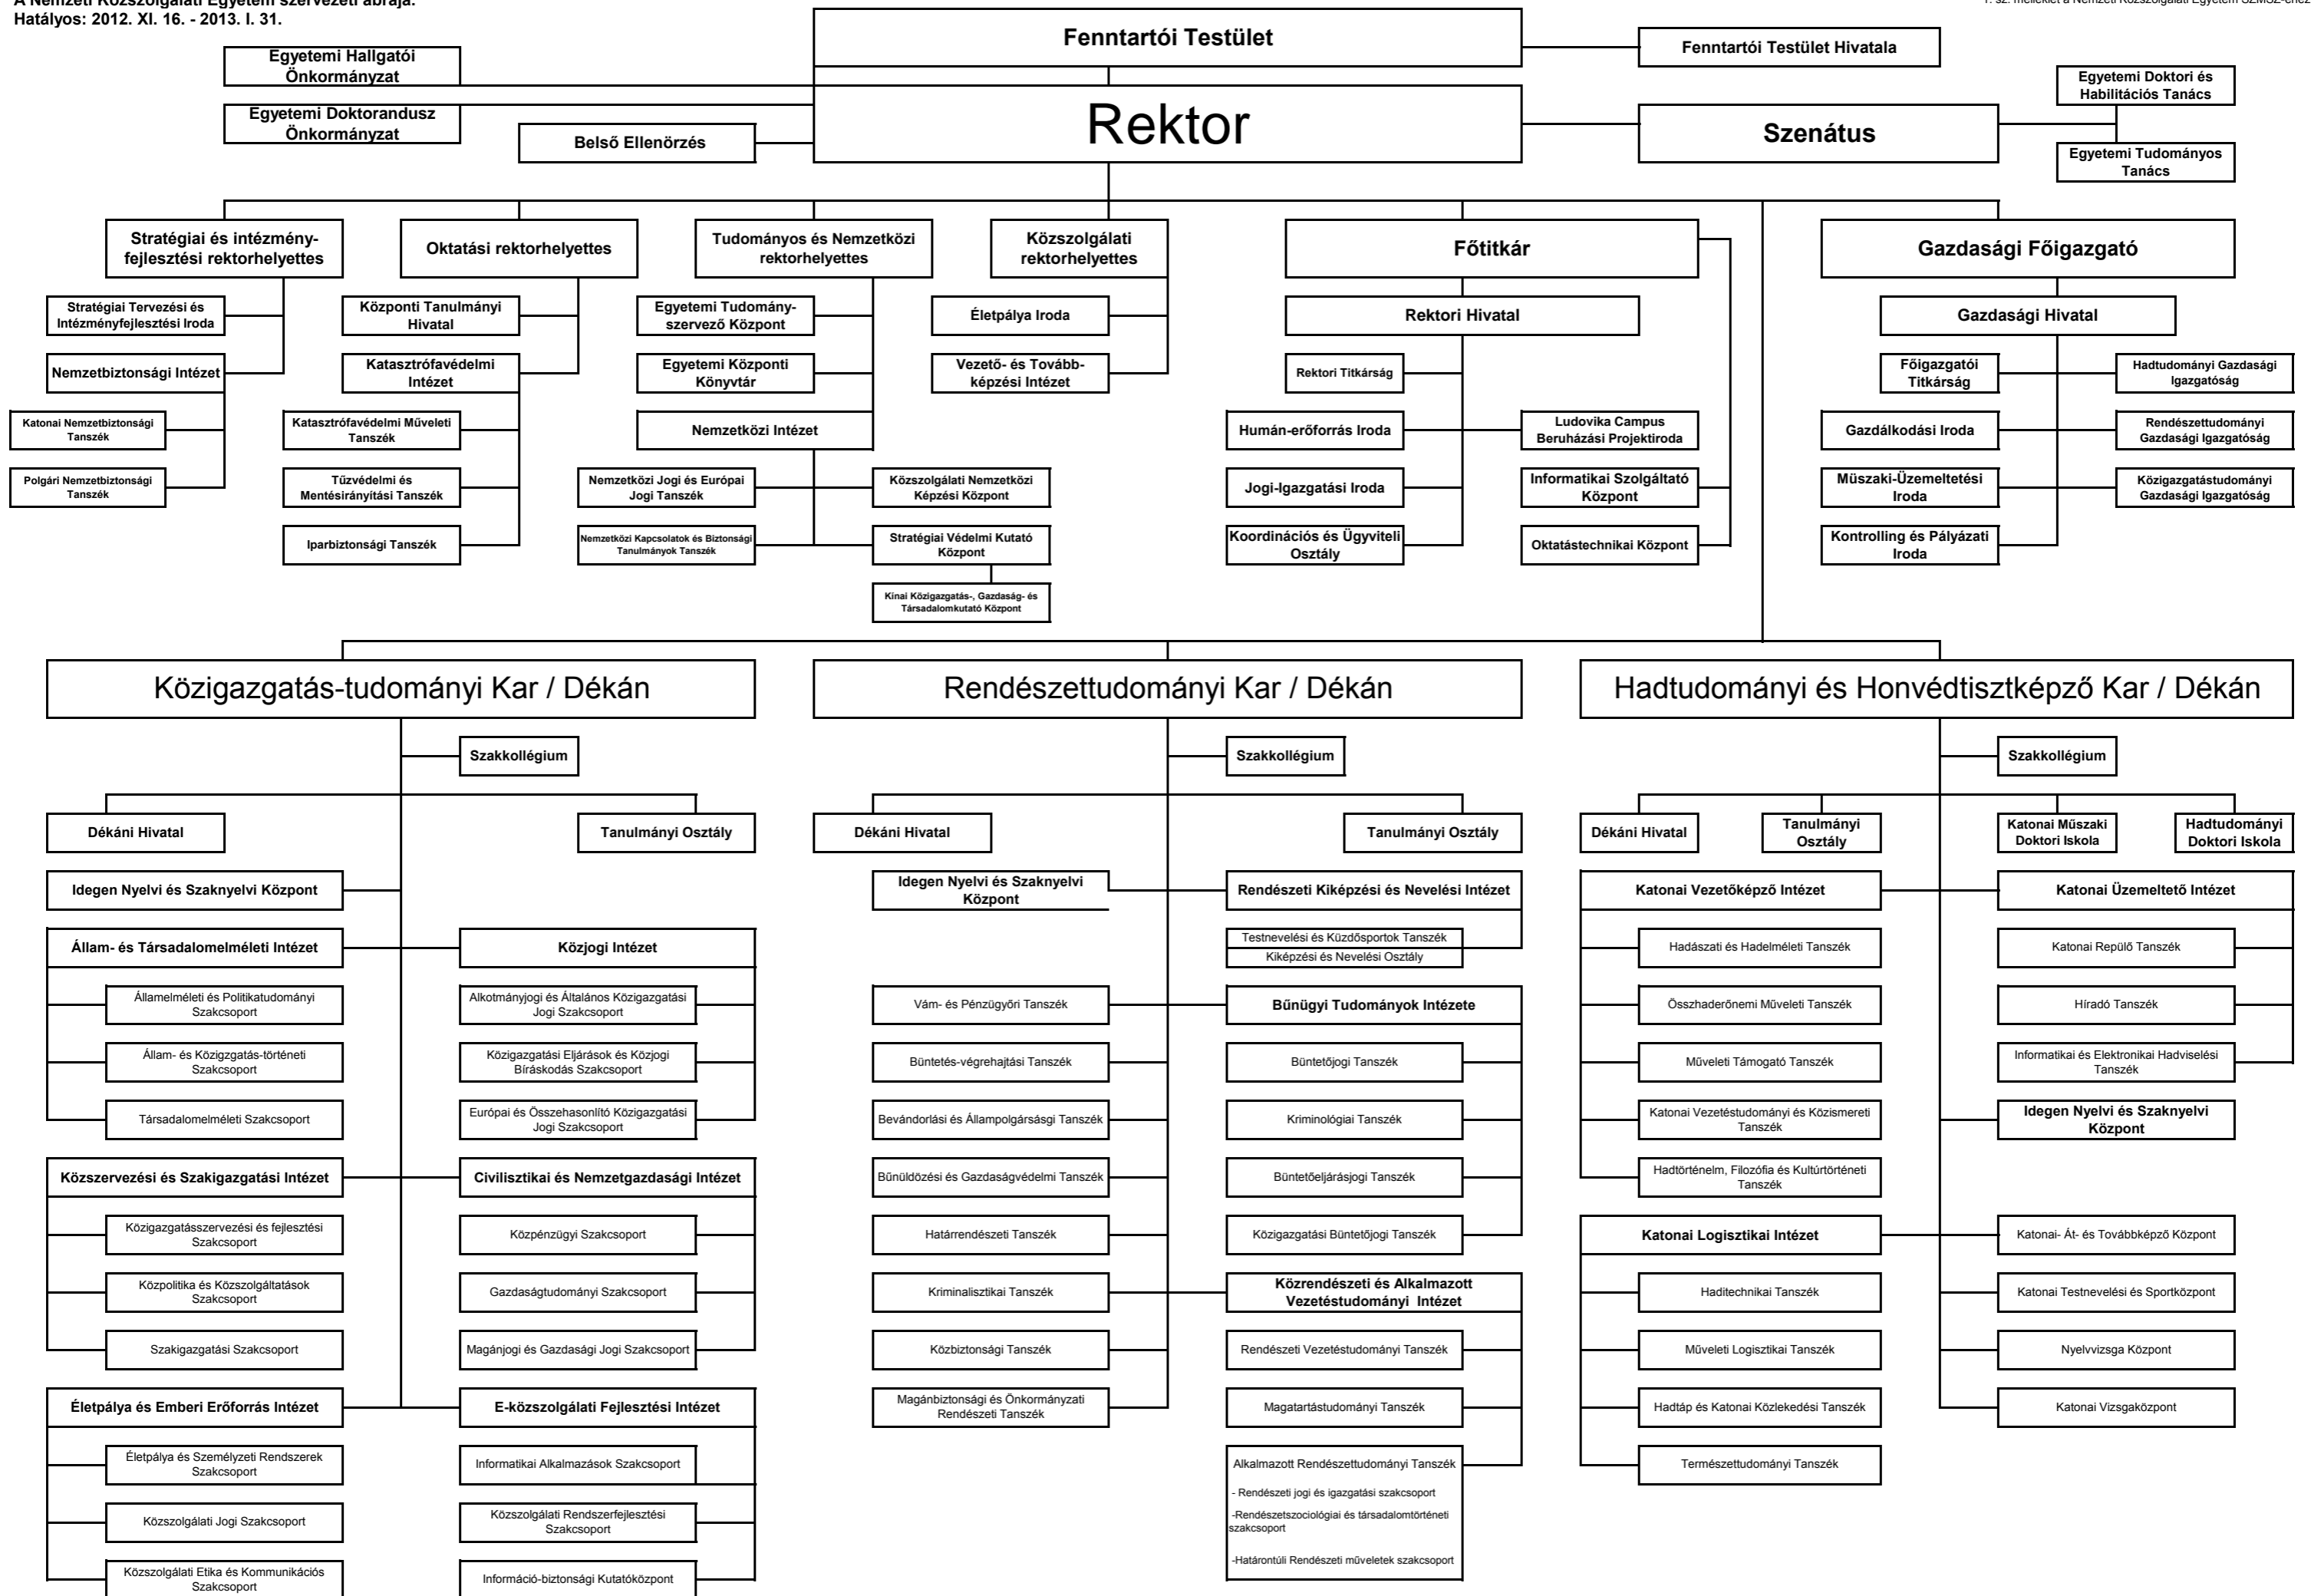 A Nemzeti Közszolgálati Egyetem szervezeti ábrája.
Hatályos: 2012. XI. 16. - 2013. I. 31.
1. sz. melléklet a Nemzeti Közszolgálati Egyetem SZMSZ-éhez
Fenntartói Testület
Fenntartói Testület Hivatala
Egyetemi Hallgatói
Önkormányzat
Egyetemi Doktorandusz
Önkormányzat
Belső Ellenörzés
Rektor
Szenátus
Egyetemi Doktori és
Habilitációs Tanács
Egyetemi Tudományos
Tanács
Stratégiai és intézmény-
fejlesztési rektorhelyettes
Oktatási rektorhelyettes
Tudományos és Nemzetközi
rektorhelyettes
Közszolgálati
rektorhelyettes
Főtitkár
Gazdasági Főigazgató
Stratégiai Tervezési és
Intézményfejlesztési Iroda
Nemzetbiztonsági Intézet
Katonai Nemzetbiztonsági
Tanszék
Polgári Nemzetbiztonsági
Tanszék
Központi Tanulmányi
Hivatal
Katasztrófavédelmi
Intézet
Katasztrófavédelmi Műveleti
Tanszék
Tűzvédelmi és
Mentésirányítási Tanszék
Iparbiztonsági Tanszék
Egyetemi Tudomány-
szervező Központ
Egyetemi Központi
Könyvtár
Nemzetközi Intézet
Nemzetközi Jogi és Európai
Jogi Tanszék
Közszolgálati Nemzetközi
Képzési Központ
Nemzetközi Kapcsolatok és Biztonsági
Tanulmányok Tanszék
Stratégiai Védelmi Kutató
Központ
Kínai Közigazgatás-, Gazdaság- és
Társadalomkutató Központ
Életpálya Iroda
Vezető- és Tovább-
képzési Intézet
Rektori Hivatal
Rektori Titkárság
Humán-erőforrás Iroda
Ludovika Campus
Beruházási Projektiroda
Jogi-Igazgatási Iroda
Informatikai Szolgáltató
Központ
Koordinációs és Ügyviteli
Osztály
Oktatástechnikai Központ
Gazdasági Hivatal
Főigazgatói
Titkárság
Hadtudományi Gazdasági
Igazgatóság
Gazdálkodási Iroda
Rendészettudományi
Gazdasági Igazgatóság
Müszaki-Üzemeltetési
Iroda
Közigazgatástudományi
Gazdasági Igazgatóság
Kontrolling és Pályázati
Iroda
Közigazgatás-tudományi Kar / Dékán
Szakkollégium
Dékáni Hivatal
Tanulmányi Osztály
Idegen Nyelvi és Szaknyelvi Központ
Állam- és Társadalomelméleti Intézet
Államelméleti és Politikatudományi
Szakcsoport
Állam- és Közigzgatás-történeti
Szakcsoport
Társadalomelméleti Szakcsoport
Közjogi Intézet
Alkotmányjogi és Általános Közigazgatási
Jogi Szakcsoport
Közigazgatási Eljárások és Közjogi
Bíráskodás Szakcsoport
Európai és Összehasonlító Közigazgatási
Jogi Szakcsoport
Közszervezési és Szakigazgatási Intézet
Közigazgatásszervezési és fejlesztési
Szakcsoport
Közpolitika és Közszolgáltatások
Szakcsoport
Szakigazgatási Szakcsoport
Civilisztikai és Nemzetgazdasági Intézet
Közpénzügyi Szakcsoport
Gazdaságtudományi Szakcsoport
Magánjogi és Gazdasági Jogi Szakcsoport
Életpálya és Emberi Erőforrás Intézet
Életpálya és Személyzeti Rendszerek
Szakcsoport
Közszolgálati Jogi Szakcsoport
Közszolgálati Etika és Kommunikációs
Szakcsoport
E-közszolgálati Fejlesztési Intézet
Informatikai Alkalmazások Szakcsoport
Közszolgálati Rendszerfejlesztési
Szakcsoport
Információ-biztonsági Kutatóközpont
Rendészettudományi Kar / Dékán
Szakkollégium
Dékáni Hivatal
Tanulmányi Osztály
Idegen Nyelvi és Szaknyelvi
Központ
Vám- és Pénzügyőri Tanszék
Büntetés-végrehajtási Tanszék
Bevándorlási és Állampolgársásgi Tanszék
Bűnüldözési és Gazdaságvédelmi Tanszék
Határrendészeti Tanszék
Kriminalisztikai Tanszék
Közbiztonsági Tanszék
Magánbiztonsági és Önkormányzati
Rendészeti Tanszék
Rendészeti Kiképzési és Nevelési Intézet
Testnevelési és Küzdősportok Tanszék
Kiképzési és Nevelési Osztály
Bűnügyi Tudományok Intézete
Büntetőjogi Tanszék
Kriminológiai Tanszék
Büntetőeljárásjogi Tanszék
Közigazgatási Büntetőjogi Tanszék
Közrendészeti és Alkalmazott
Vezetéstudományi Intézet
Rendészeti Vezetéstudományi Tanszék
Magatartástudományi Tanszék
Alkalmazott Rendészettudományi Tanszék
- Rendészeti jogi és igazgatási szakcsoport
-Rendészetszociológiai és társadalomtörténeti
szakcsoport
-Határontúli Rendészeti műveletek szakcsoport
Hadtudományi és Honvédtisztképző Kar / Dékán
Szakkollégium
Dékáni Hivatal
Tanulmányi
Osztály
Katonai Műszaki
Doktori Iskola
Hadtudományi
Doktori Iskola
Katonai Vezetőképző Intézet
Hadászati és Hadelméleti Tanszék
Összhaderőnemi Műveleti Tanszék
Műveleti Támogató Tanszék
Katonai Vezetéstudományi és Közismereti
Tanszék
Hadtörténelm, Filozófia és Kultúrtörténeti
Tanszék
Katonai Logisztikai Intézet
Haditechnikai Tanszék
Műveleti Logisztikai Tanszék
Hadtáp és Katonai Közlekedési Tanszék
Természettudományi Tanszék
Katonai Üzemeltető Intézet
Katonai Repülő Tanszék
Híradó Tanszék
Informatikai és Elektronikai Hadviselési
Tanszék
Idegen Nyelvi és Szaknyelvi
Központ
Katonai- Át- és Továbbképző Központ
Katonai Testnevelési és Sportközpont
Nyelvvizsga Központ
Katonai Vizsgaközpont